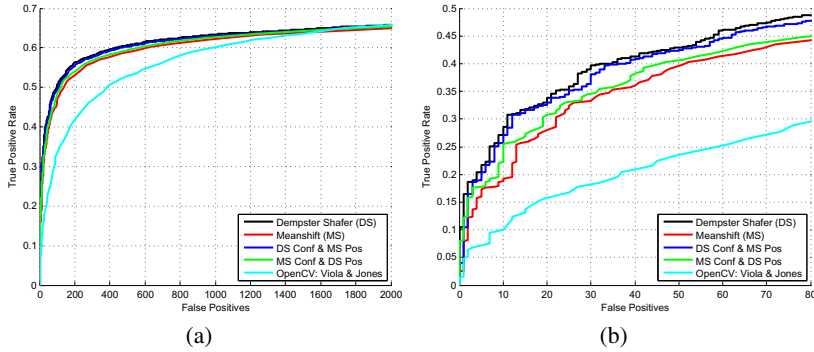 0.7
0.6
0.5
0.4
0.3
0.2
0.1
0
True Positive Rate
0 200 400 600 800 1000 1200 1400 1600 1800 2000
False Positives
Dempster Shafer (DS)
Meanshift (MS)
DS Conf & MS Pos
MS Conf & DS Pos
OpenCV: Viola & Jones
(a)
0.5
0.45
0.4
0.35
0.3
0.25
0.2
0.15
0.1
0.05
0
True Positive Rate
0 10 20 30 40 50 60 70 80
False Positives
Dempster Shafer (DS)
Meanshift (MS)
DS Conf & MS Pos
MS Conf & DS Pos
OpenCV: Viola & Jones
(b)